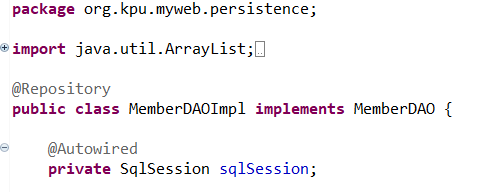 package org.kpu.myweb.persistence;
import java.util.ArrayList;
@Repository
public class MemberDAOImpl implements MemberDAO {
@Autowired
private SqlSession sqlSession;